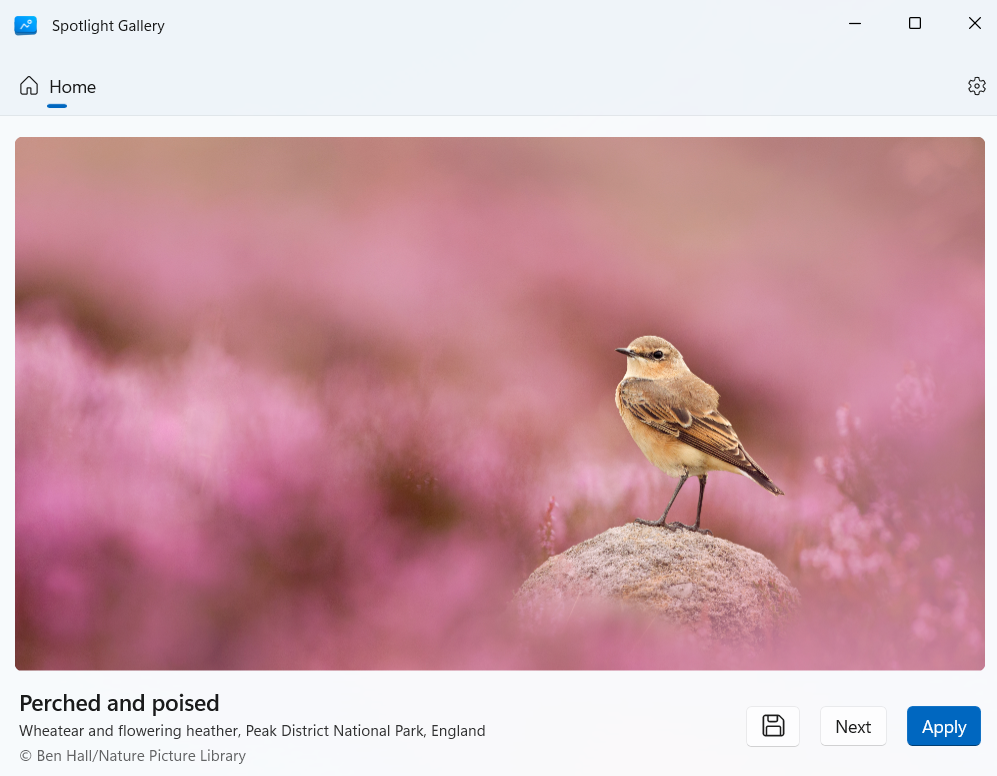 Spotlight Gallery
Home
Perched and poised
Wheatear and flowering heather, Peak District National Park, England
© Ben Hall/Nature Picture Library
Next
Apply